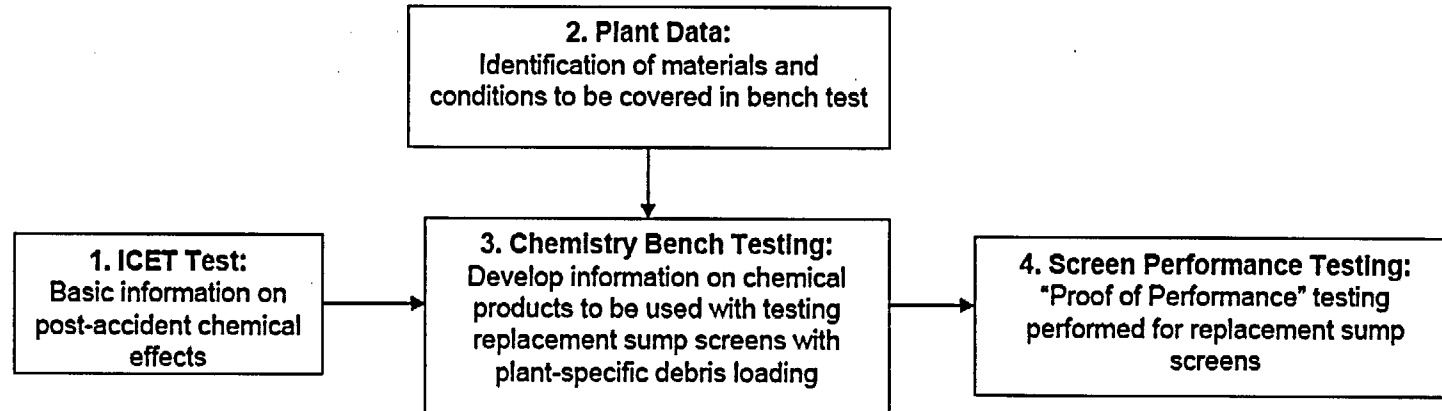 2. Plant Data:
Identification of materials and
conditions to be covered in bench test
1. ICET Test:
Basic information on
post-accident chemical
effects
3. Chemistry Bench Testing:
Develop information on chemical
products to be used with testing
replacement sump screens with
plant-specific debris loading
4. Screen Performance Testing:
"Proof of Performance" testing
performed for replacement sump
screens